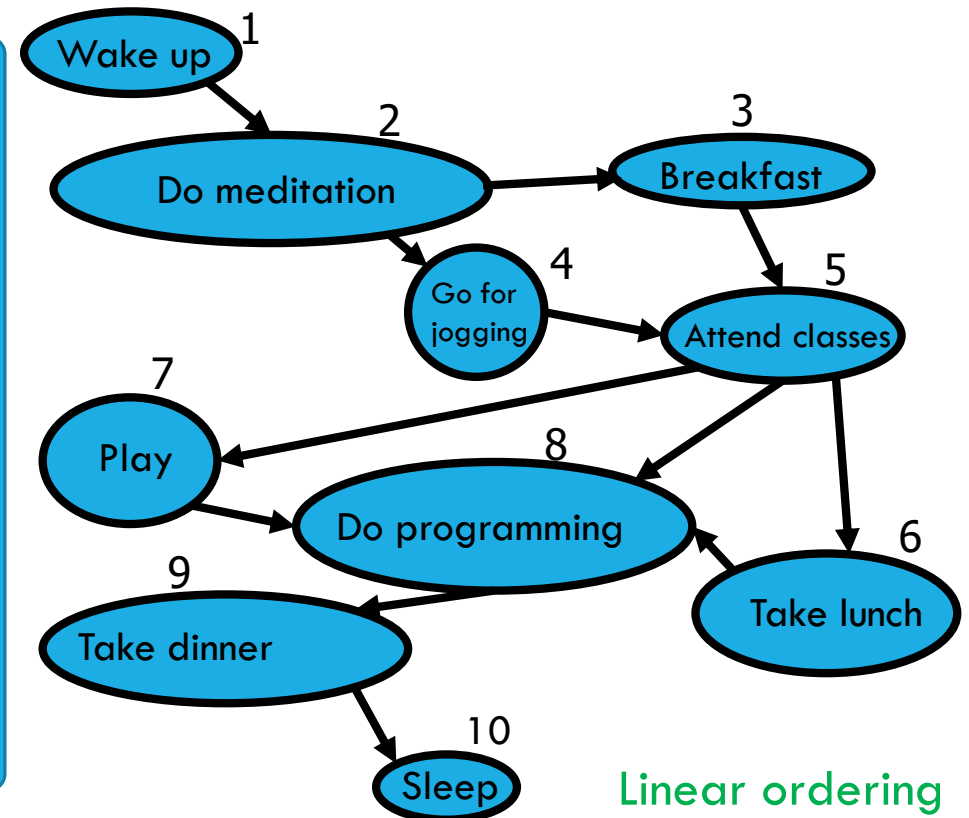 1
Wake up
2
Do meditation
3
Breakfast
4
Go for
jogging
5
Attend classes
7
Play
8
Do programming
6
Take lunch
9
Take dinner
10
Sleep
Linear ordering